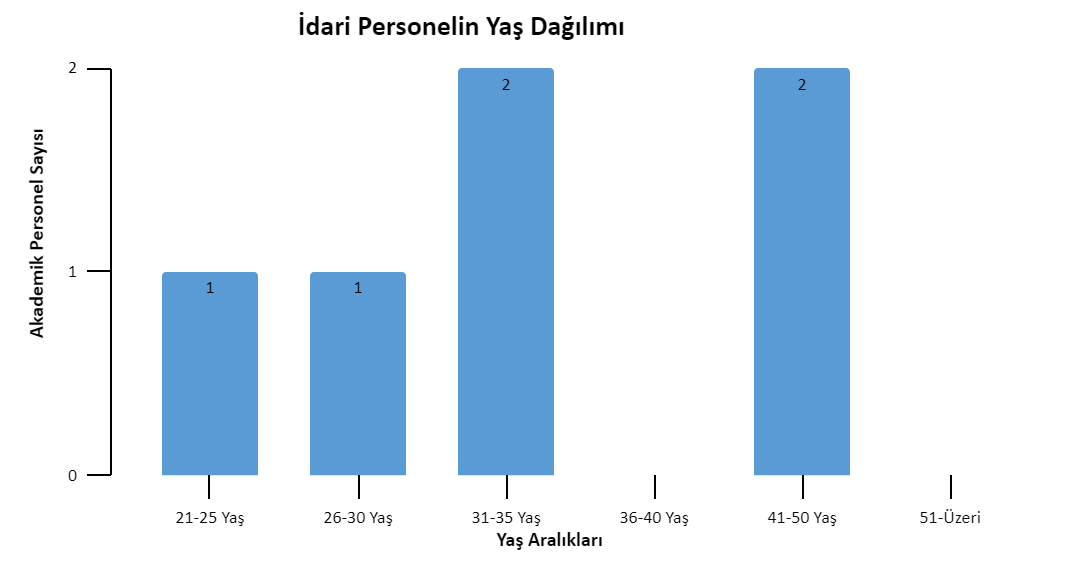 İdari Personelin Yaş Dağılımı
Akademik Personel Sayısı
2
1
0
1
1
2
2
21-25 Yaş
26-30 Yaş
31-35 Yaş
36-40 Yaş
41-50 Yaş
51-Üzeri
Yaş Aralıkları